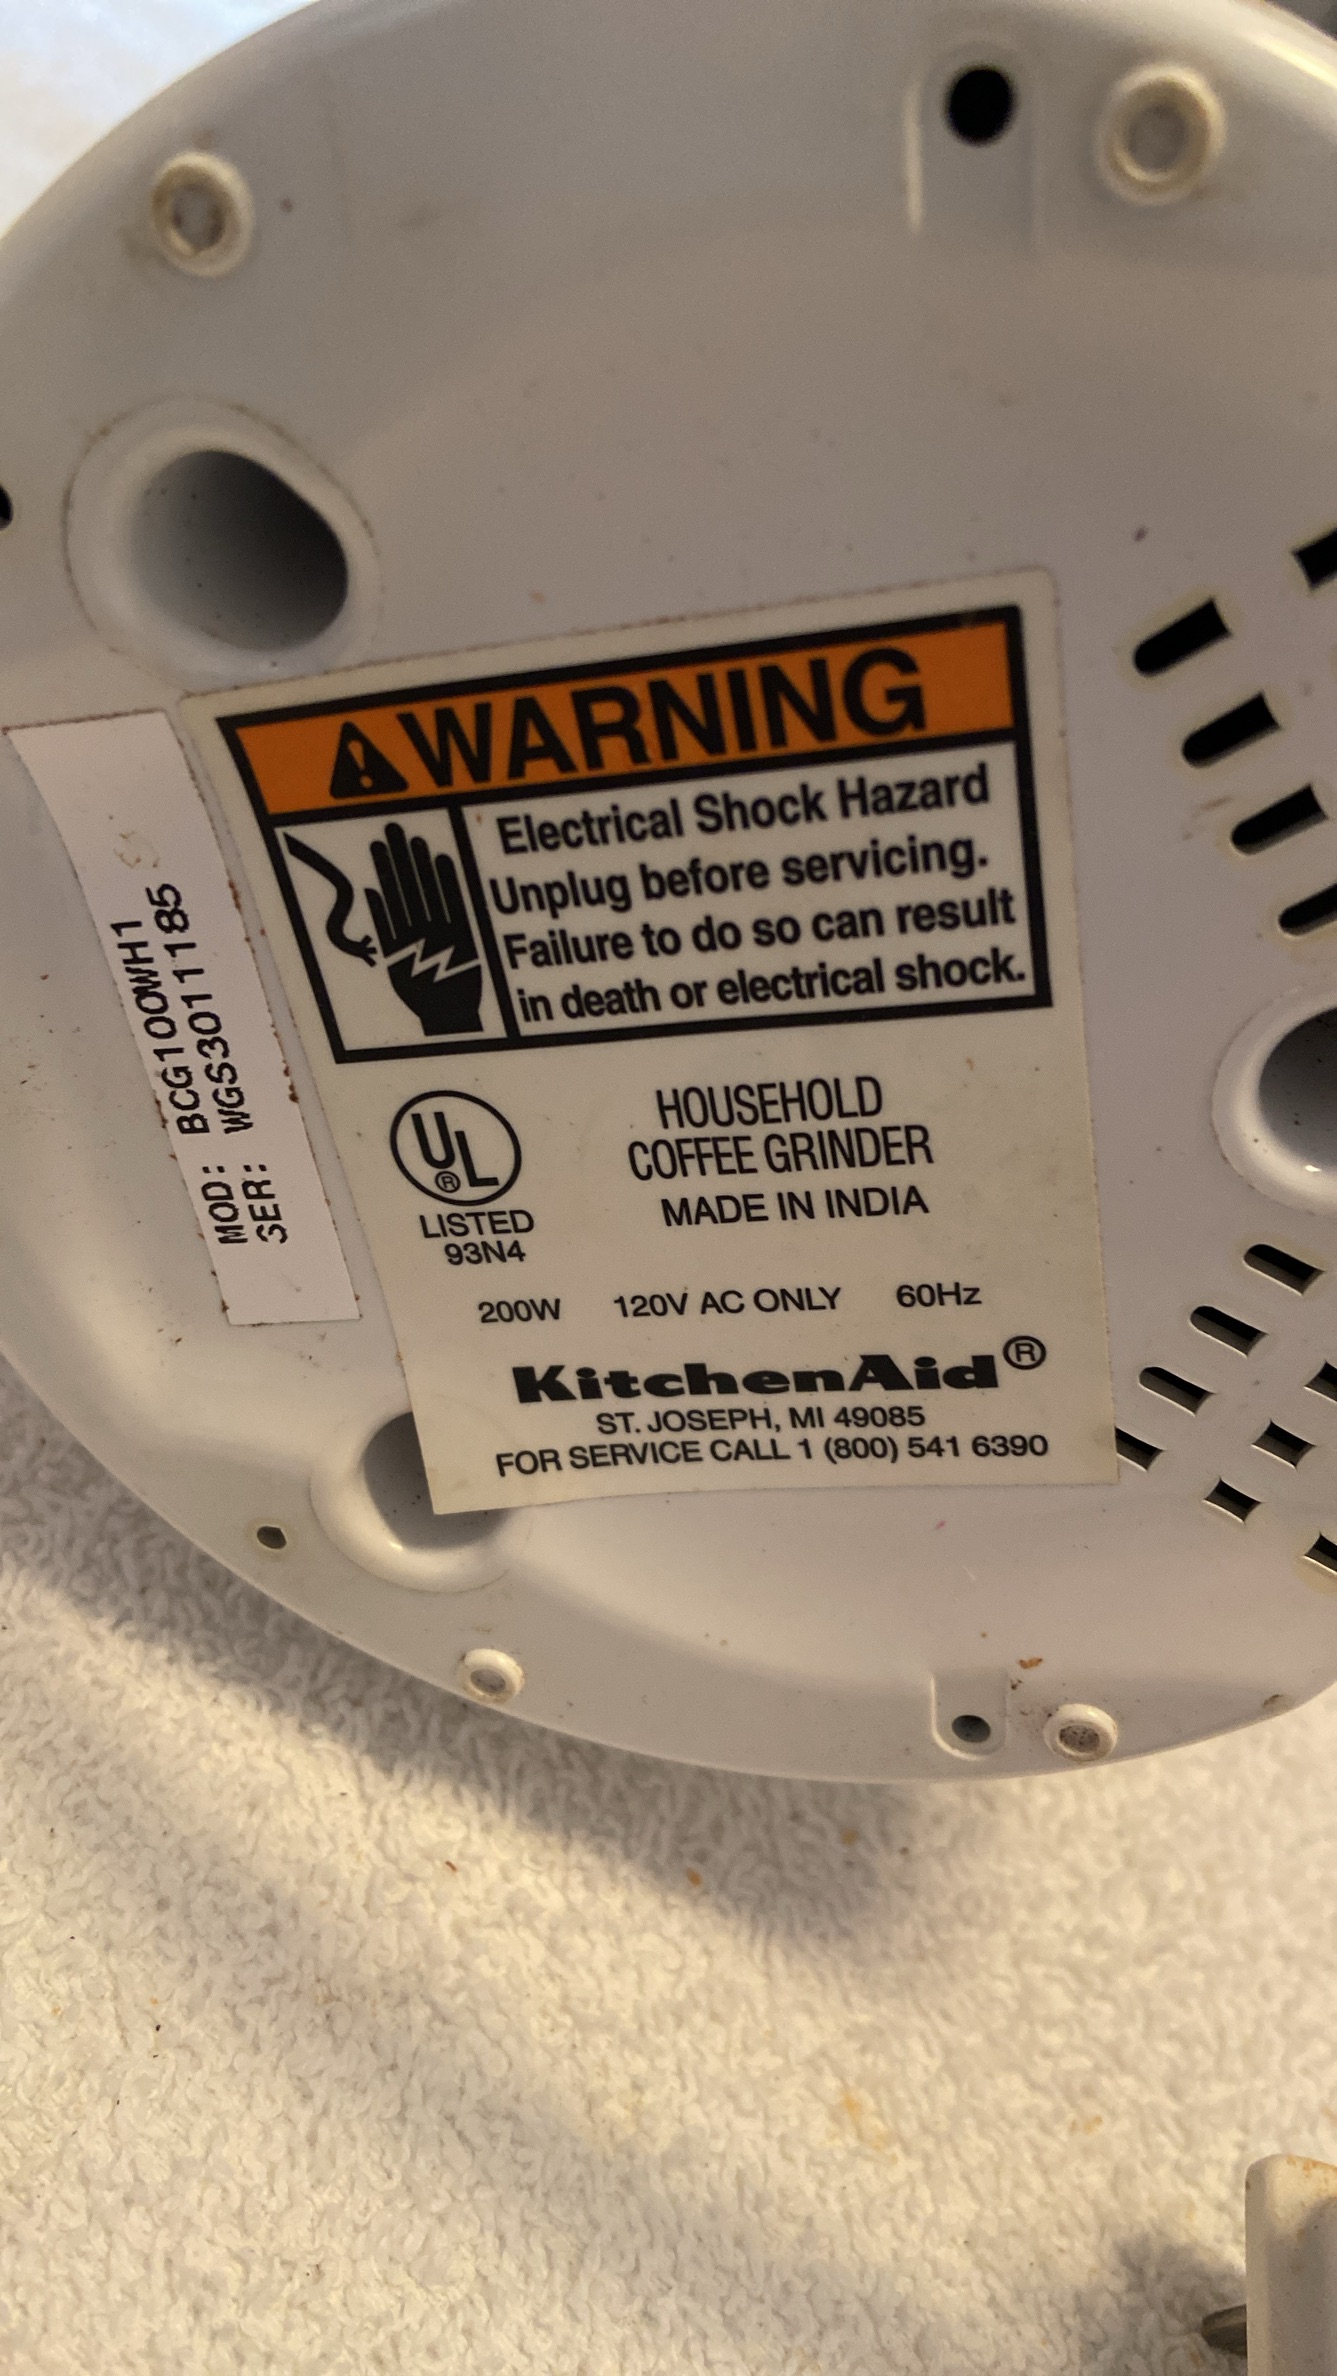 WARNING
Electrical Shock Hazard
Unplug before servicing.
Failure to do so can result
in death or electrical shock.
MOD: BCG100WH1
SER: WGS3011185
UL®
LISTED
93N4
HOUSEHOLD
COFFEE GRINDER
MADE IN INDIA
200W 120V AC ONLY 60Hz
KitchenAid®
ST. JOSEPH, MI 49085
FOR SERVICE CALL 1 (800) 541 6390